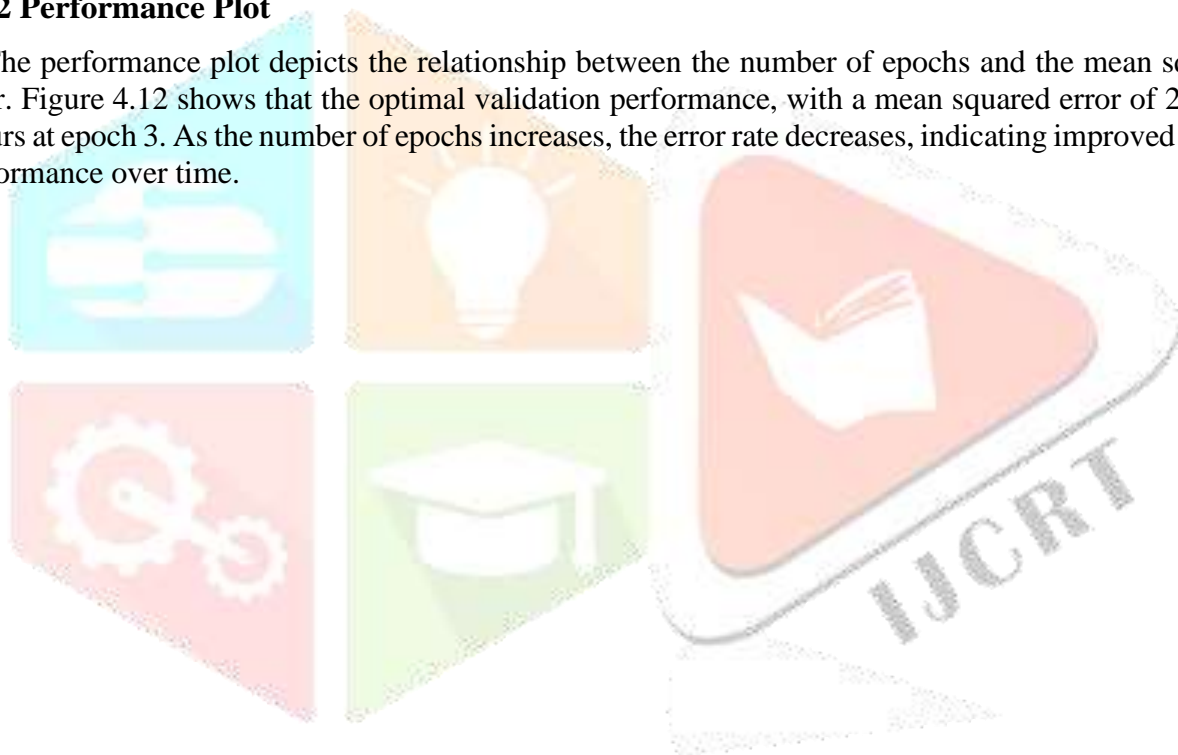 2 Performance Plot
he performance plot depicts the relationship between the number of epochs and the mean
r. Figure 4.12 shows that the optimal validation performance, with a mean squared error of 2
urs at epoch 3. As the number of epochs increases, the error rate decreases, indicating improved
ormance over time.
IJCRT